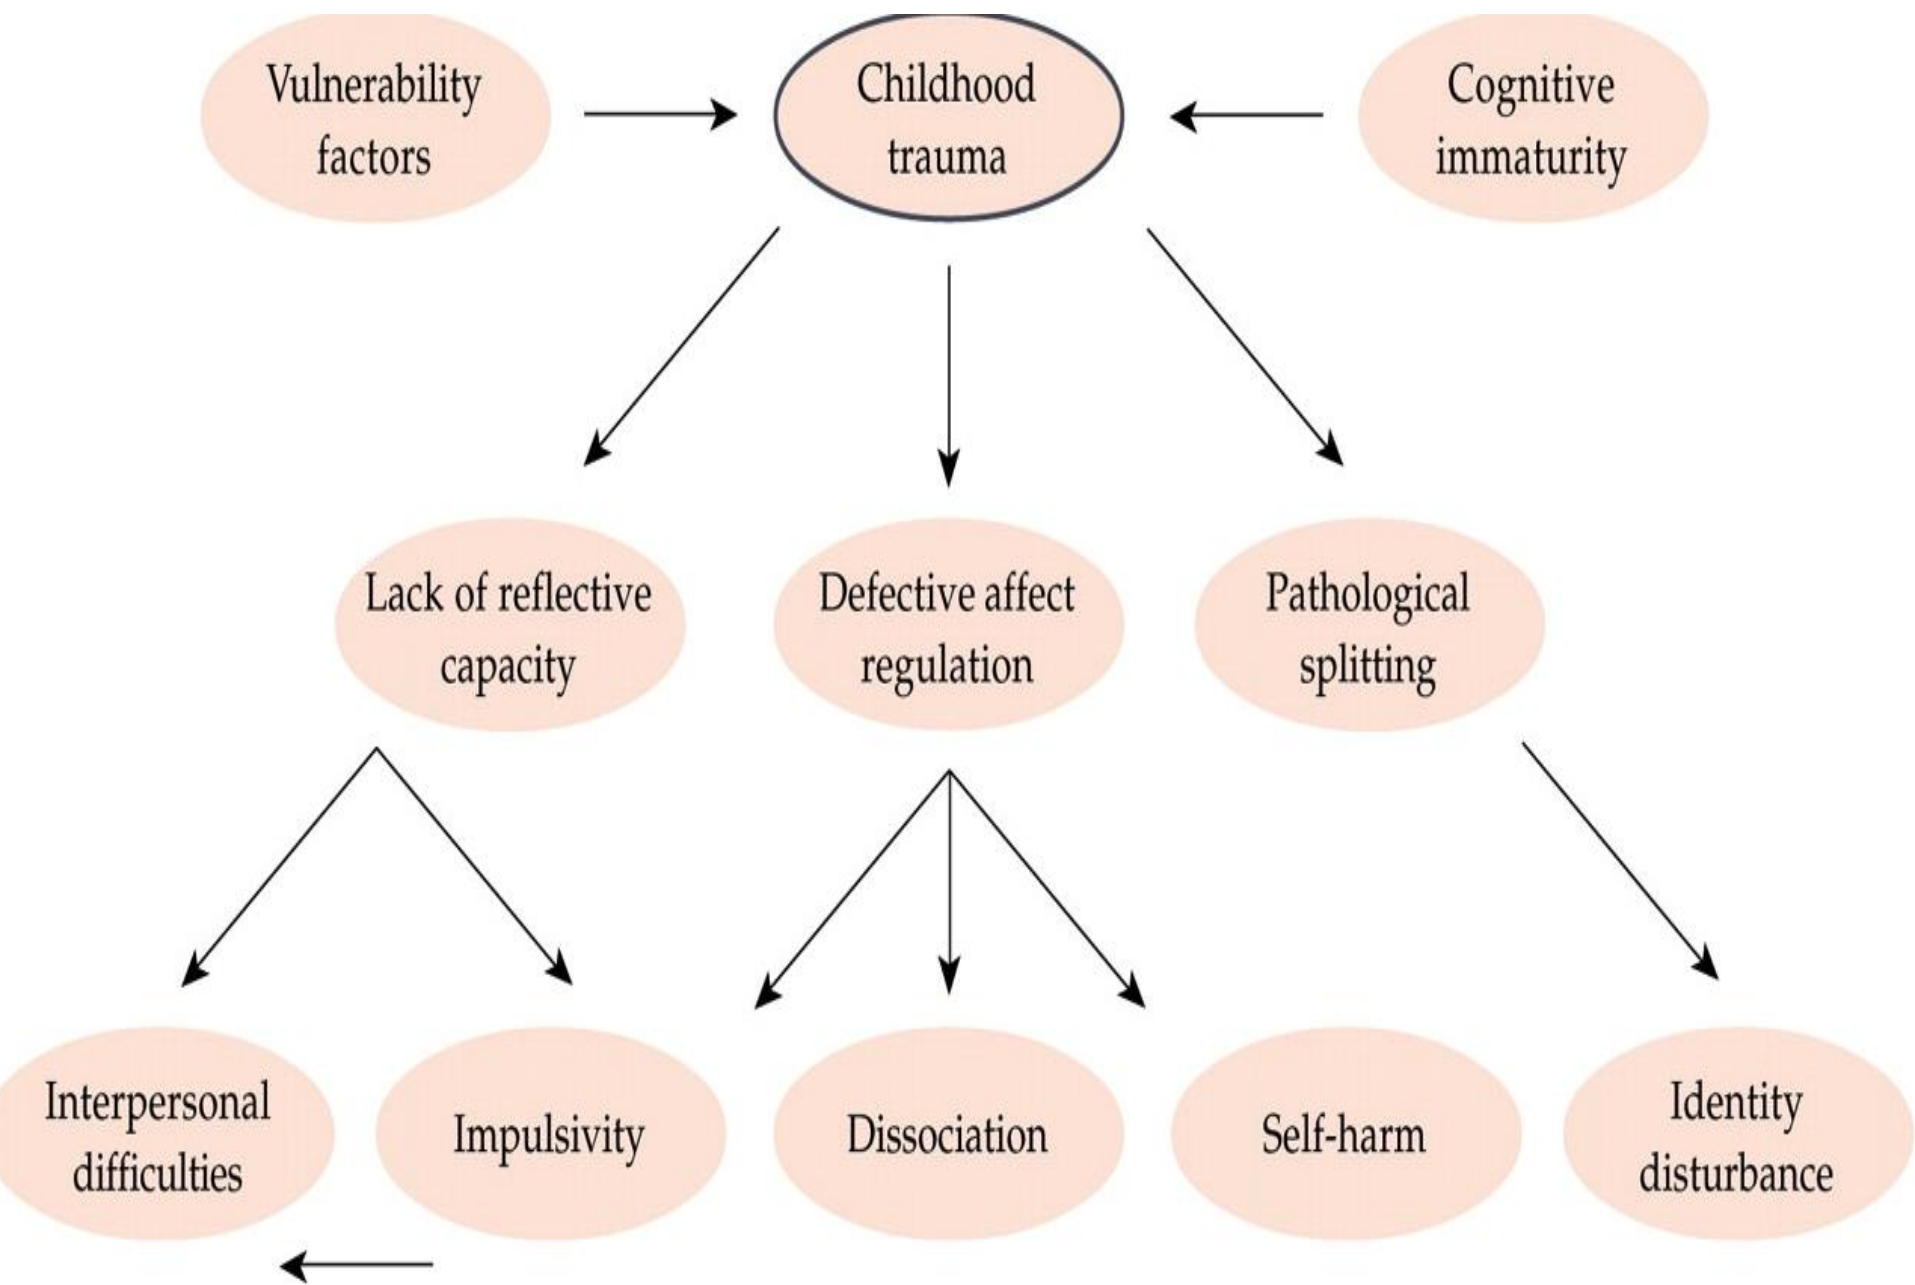 Vulnerability
factors
Childhood
trauma
Cognitive
immaturity
Lack of reflective
capacity
Defective affect
regulation
Pathological
splitting
Interpersonal
difficulties
Impulsivity
Dissociation
Self-harm
Identity
disturbance